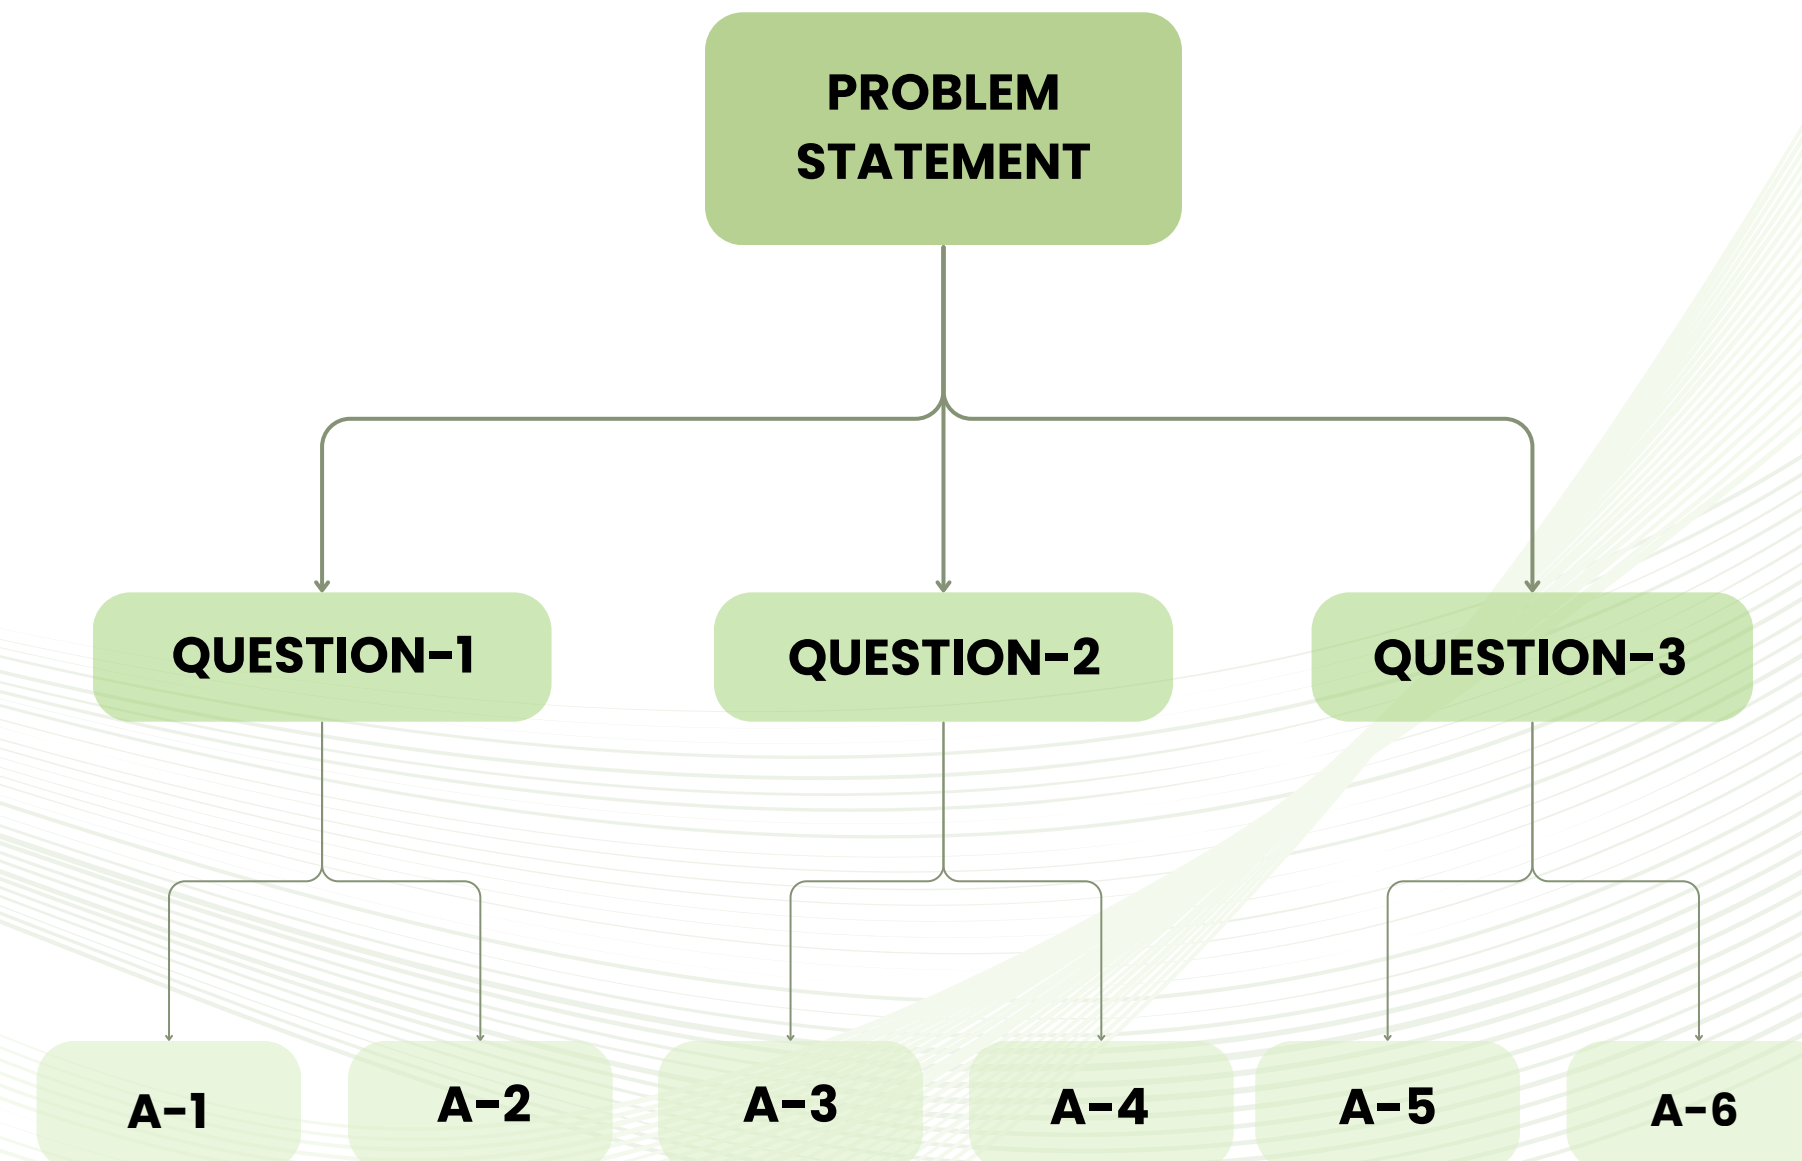 PROBLEM
STATEMENT
QUESTION-1
QUESTION-2
QUESTION-3
A-1
A-2
A-3
A-4
A-5
A-6